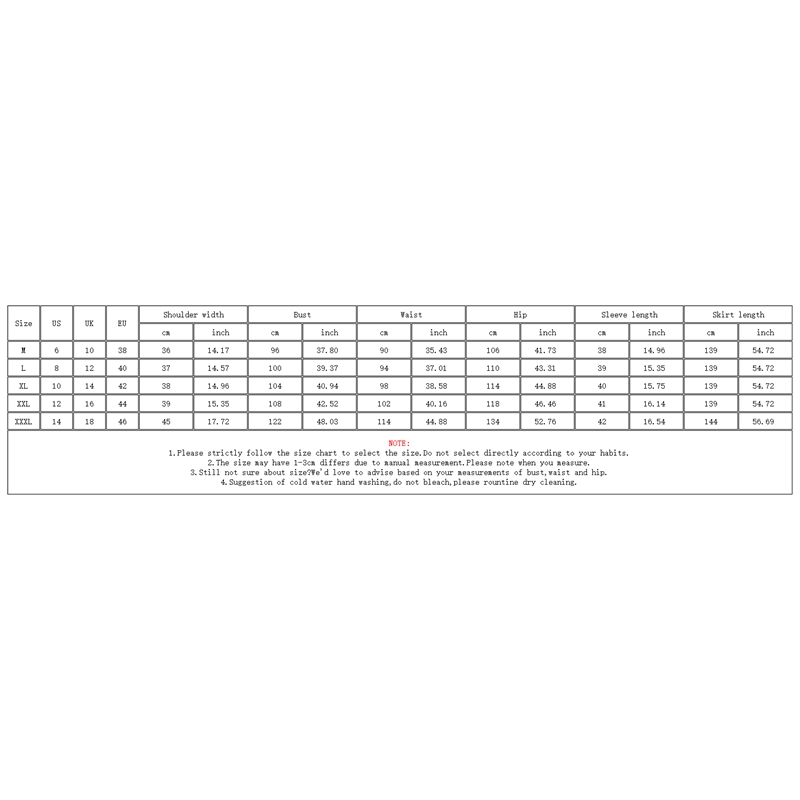 Size US UK EU Shoulder width Bust Waist Hip Sleeve length Skirt length
cm inch cm inch cm inch cm inch cm inch cm inch
M 6 10 38 36 14.17 96 37.80 90 35.43 106 41.73 38 14.96 139 54.72
L 8 12 40 37 14.57 100 39.37 94 37.01 110 43.31 39 15.35 139 54.72
XL 10 14 42 38 14.96 104 40.94 98 38.58 114 44.88 40 15.75 139 54.72
XXL 12 16 44 39 15.35 108 42.52 102 40.16 118 46.46 41 16.14 139 54.72
XXXL 14 18 46 45 17.72 122 48.03 114 44.88 134 52.76 42 16.54 144 56.69
NOTE:
1.Please strictly follow the size chart to select the size.Do not select directly according to your habits.
2.The size may have 1-3cm differs due to manual measurement.Please note when you measure.
3.Still not sure about size?We'd love to advise based on your measurements of bust,waist and hip.
4.Suggestion of cold water hand washing,do not bleach,please rountine dry cleaning.